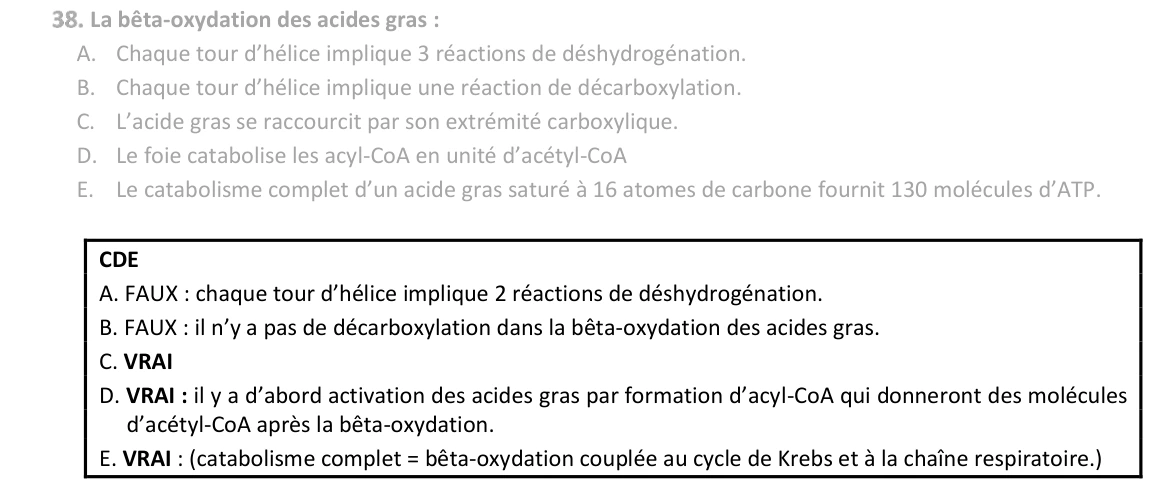 38. La bêta-oxydation des acides gras :
A. Chaque tour d’hélice implique 3 réactions de déshydrogénation.
B. Chaque tour d’hélice implique une réaction de décarboxylation.
C. L’acide gras se raccourcit par son extrémité carboxylique.
D. Le foie catabolise les acyl-CoA en unité d’acétyl-CoA
E. Le catabolisme complet d’un acide gras saturé à 16 atomes de carbone fournit 130 molécules d’ATP.
CDE
A. FAUX : chaque tour d’hélice implique 2 réactions de déshydrogénation.
B. FAUX : il n’y a pas de décarboxylation dans la bêta-oxydation des acides gras.
C. VRAI
D. VRAI : il y a d’abord activation des acides gras par formation d’acyl-CoA qui donneront des molécules
d’acétyl-CoA après la bêta-oxydation.
E. VRAI : (catabolisme complet = bêta-oxydation couplée au cycle de Krebs et à la chaîne respiratoire.)